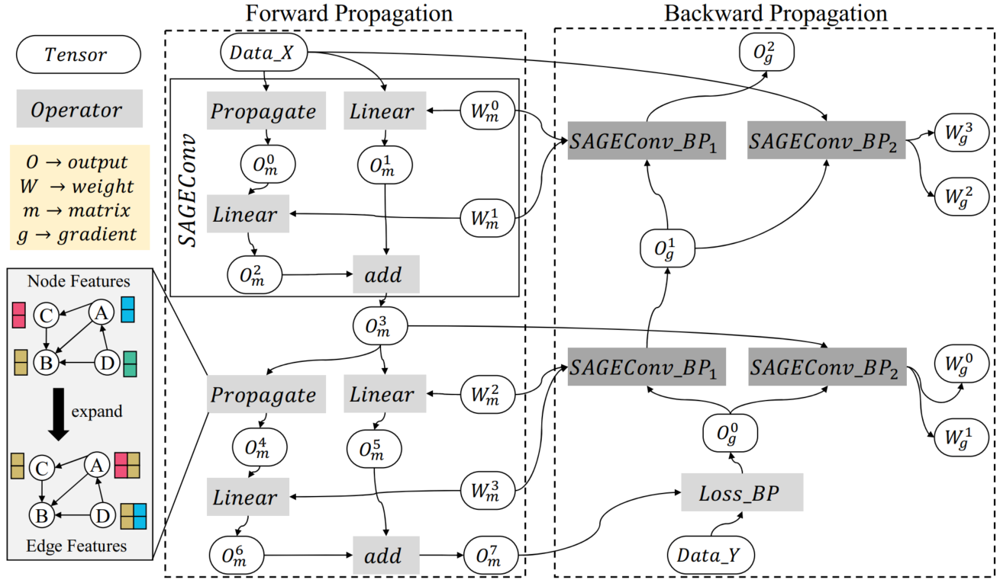 Forward Propagation
Backward Propagation
Tensor
Operator
O → output
W → weight
m → matrix
g → gradient
Node Features
C
A
B
D
expand
C
A
B
D
Edge Features
Data_X
SAGEConv
Propagate
Linear
W_m^0
O_m^0
O_m^1
Linear
W_m^1
O_m^2
add
O_m^3
Propagate
Linear
W_m^2
O_m^4
O_m^5
Linear
W_m^3
O_m^6
add
O_m^7
O_g^2
SAGEConv_BP_1
SAGEConv_BP_2
W_g^3
W_g^2
O_g^1
SAGEConv_BP_1
SAGEConv_BP_2
W_g^0
W_g^1
O_g^0
Loss_BP
Data_Y